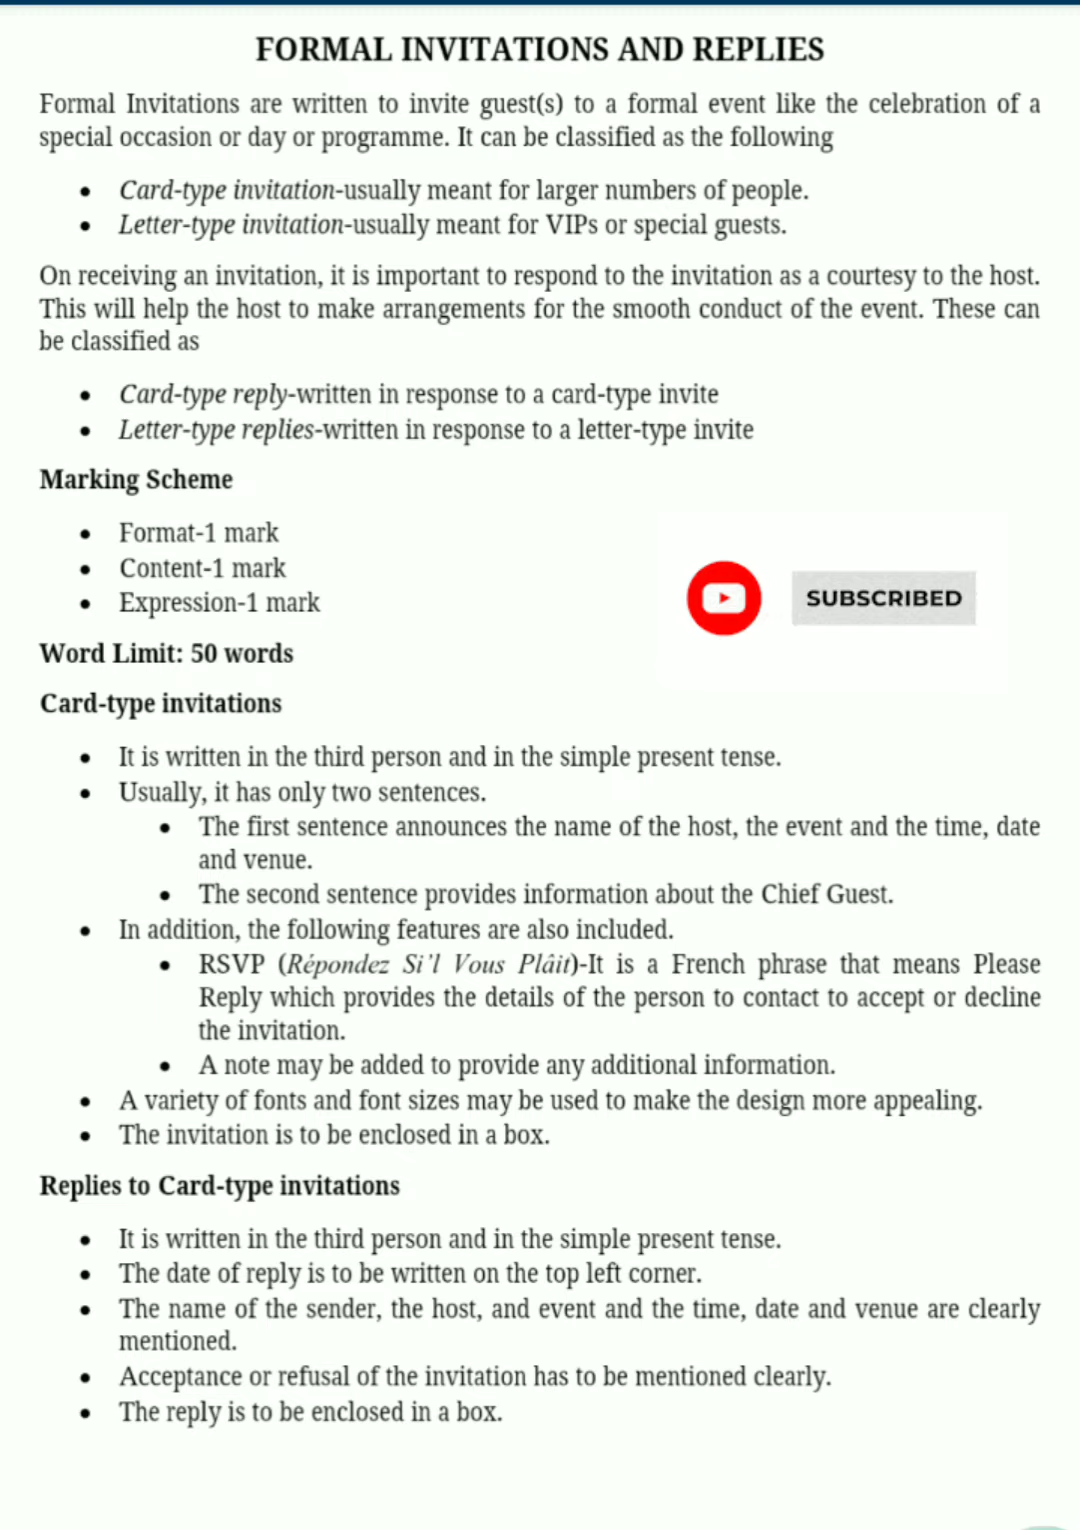 FORMAL INVITATIONS AND REPLIES
Formal Invitations are written to invite guest(s) to a formal event like the celebration of a
special occasion or day or programme. It can be classified as the following
• Card-type invitation-usually meant for larger numbers of people.
• Letter-type invitation-usually meant for VIPs or special guests.
On receiving an invitation, it is important to respond to the invitation as a courtesy to the host.
This will help the host to make arrangements for the smooth conduct of the event. These can
be classified as
• Card-type reply-written in response to a card-type invite
• Letter-type replies-written in response to a letter-type invite
Marking Scheme
• Format-1 mark
• Content-1 mark
• Expression-1 mark
SUBSCRIBED
Word Limit: 50 words
Card-type invitations
• It is written in the third person and in the simple present tense.
• Usually, it has only two sentences.
• The first sentence announces the name of the host, the event and the time, date
and venue.
• The second sentence provides information about the Chief Guest.
• In addition, the following features are also included.
• RSVP (Répondez Si'l Vous Plâit)-It is a French phrase that means Please
Reply which provides the details of the person to contact to accept or decline
the invitation.
• A note may be added to provide any additional information.
• A variety of fonts and font sizes may be used to make the design more appealing.
• The invitation is to be enclosed in a box.
Replies to Card-type invitations
• It is written in the third person and in the simple present tense.
• The date of reply is to be written on the top left corner.
• The name of the sender, the host, and event and the time, date and venue are clearly
mentioned.
• Acceptance or refusal of the invitation has to be mentioned clearly.
• The reply is to be enclosed in a box.